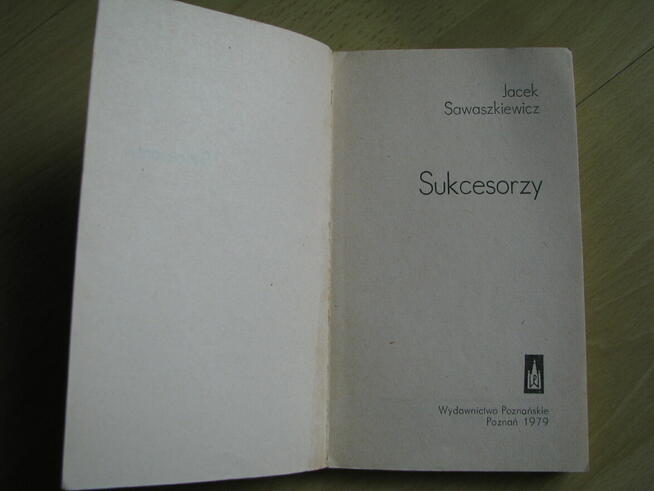 Jacek
Sawaszkiewicz
Sukcesorzy
Wydawnictwo Poznańskie
Poznań 1979